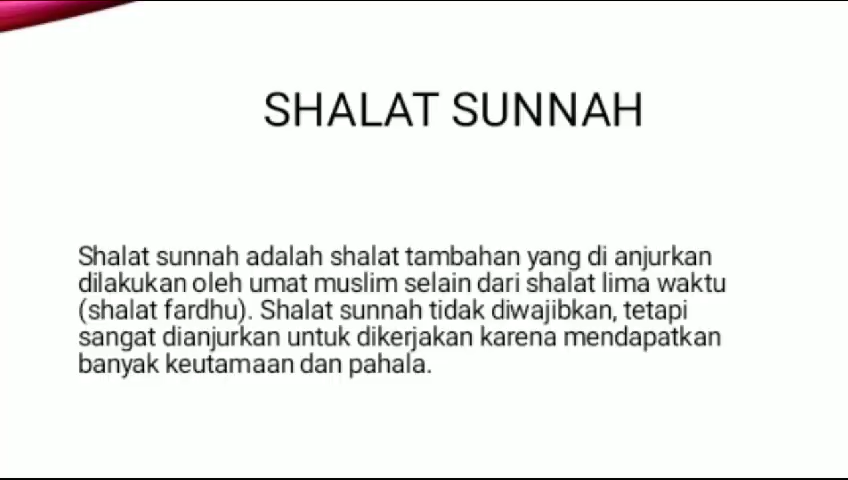 SHALAT SUNNAH
Shalat sunnah adalah shalat tambahan yang di anjurkan
dilakukan oleh umat muslim selain dari shalat lima waktu
(shalat fardhu). Shalat sunnah tidak diwajibkan, tetapi
sangat dianjurkan untuk dikerjakan karena mendapatkan
banyak keutamaan dan pahala.